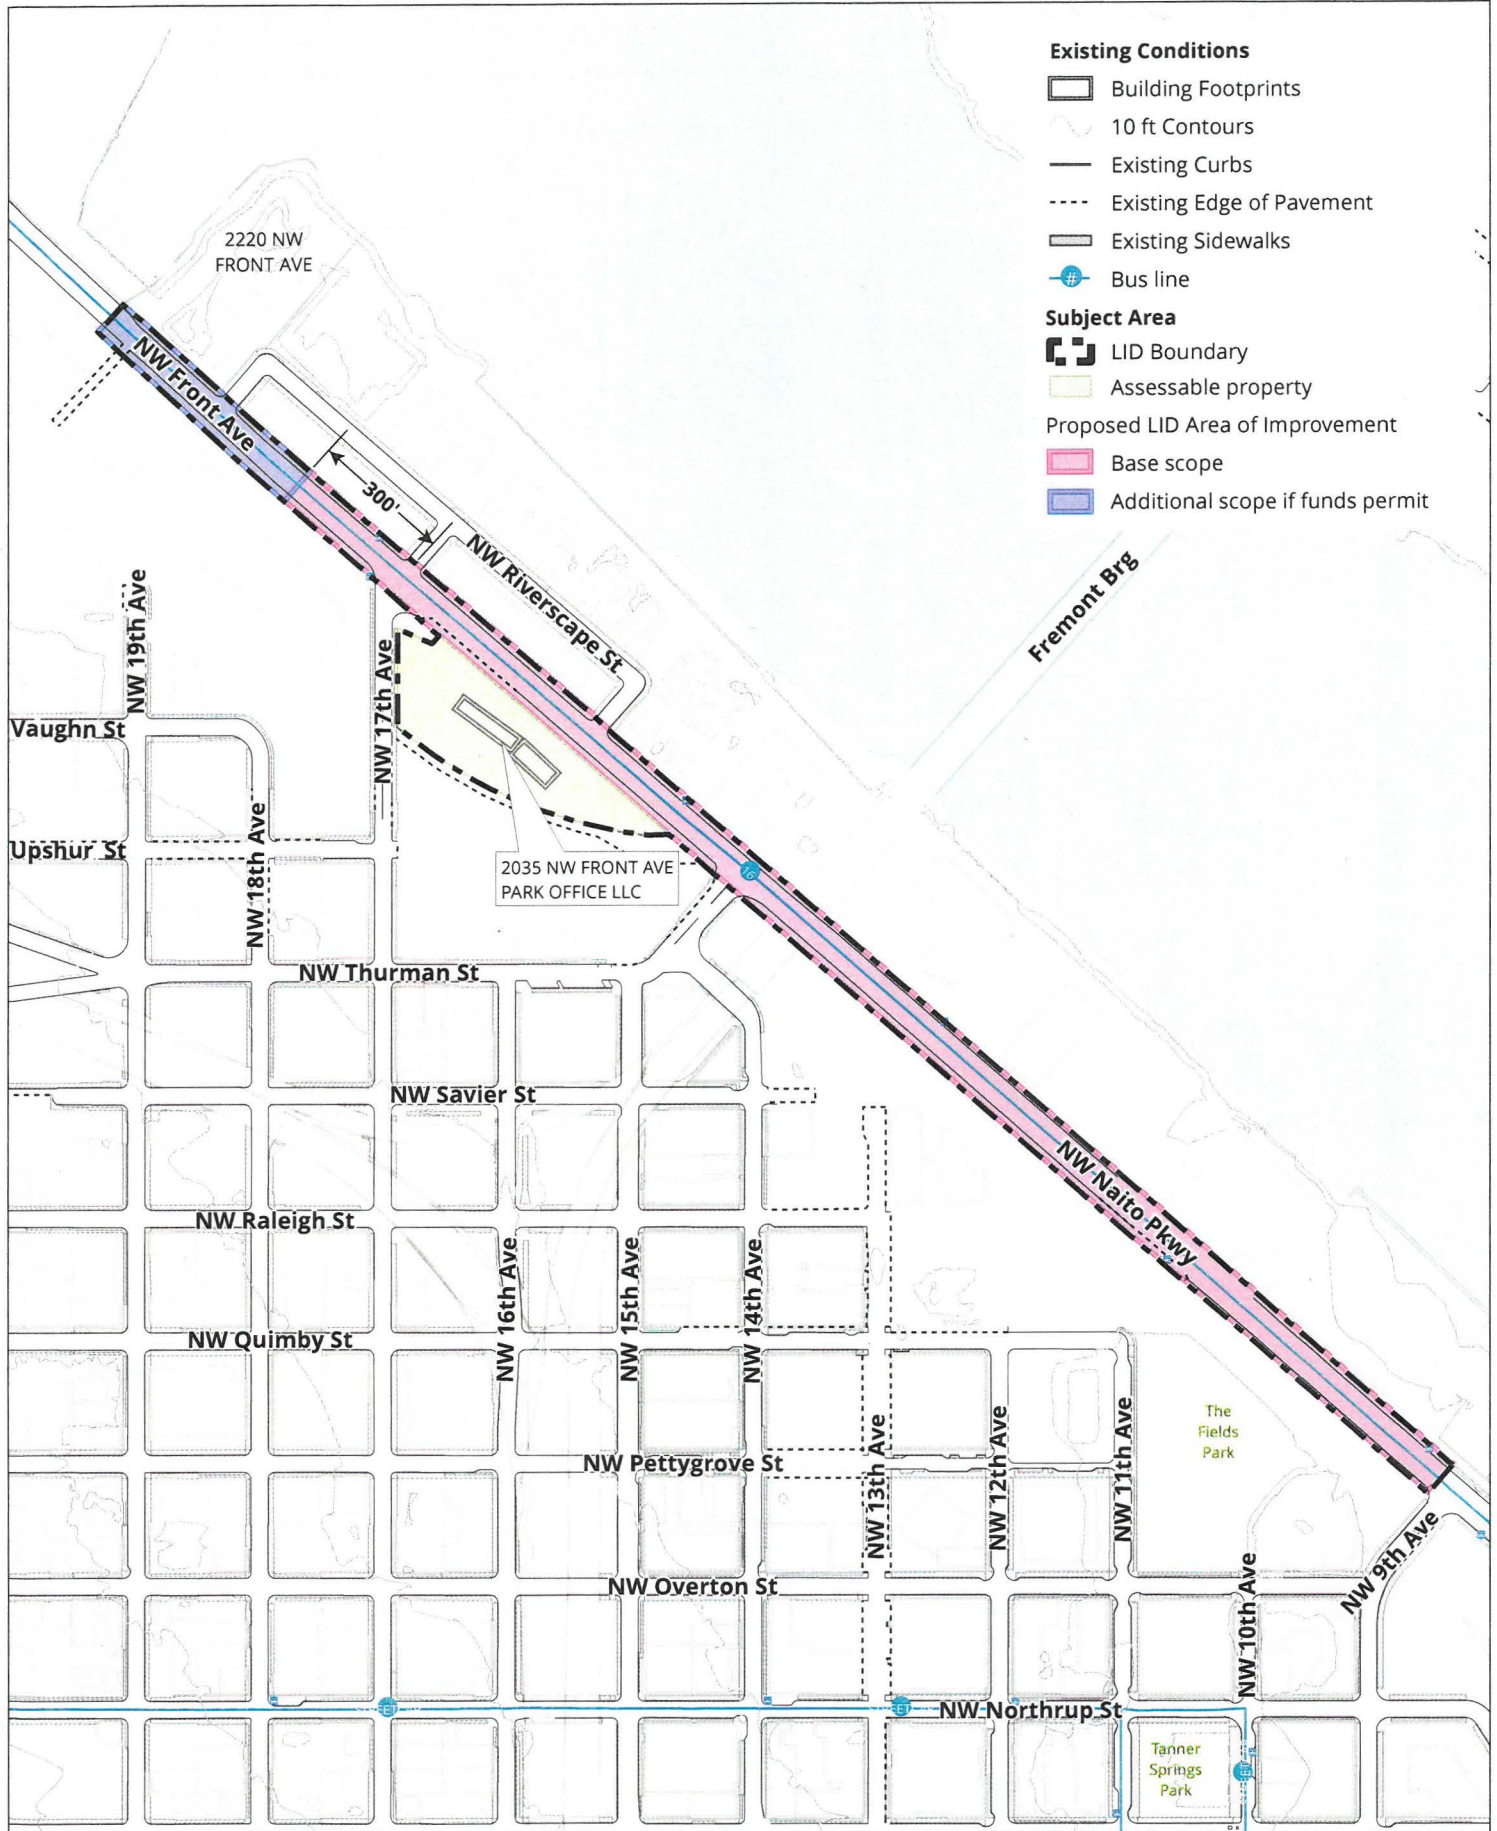 Existing Conditions
Building Footprints
10 ft Contours
Existing Curbs
Existing Edge of Pavement
Existing Sidewalks
#
Bus line
Subject Area
LID Boundary
Assessable property
Proposed LID Area of Improvement
Base scope
Additional scope if funds permit
2220 NW
FRONT AVE
NW Front Ave
300'
NW Riverscape St
Fremont Brg
NW 19th Ave
NW 17th Ave
Vaughn St
NW 18th Ave
Upshur St
2035 NW FRONT AVE
PARK OFFICE LLC
16
NW Thurman St
NW Savier St
NW Naito Pkwy
NW Raleigh St
NW 16th Ave
NW 15th Ave
NW 14th Ave
NW Quimby St
The
Fields
Park
NW 13th Ave
NW 12th Ave
NW 11th Ave
NW Pettygrove St
NW 9th Ave
NW Overton St
NW 10th Ave
NW Northrup St
Tanner
Springs
Park